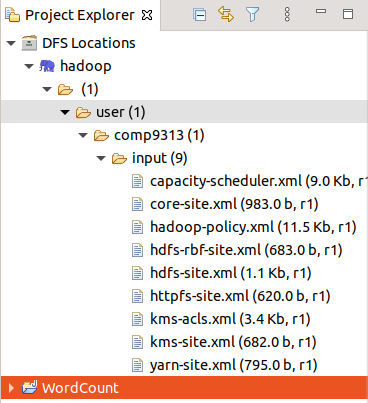 Project Explorer
DFS Locations
hadoop
(1)
user (1)
comp9313 (1)
input (9)
capacity-scheduler.xml (9.0 Kb, r1)
core-site.xml (983.0 b, r1)
hadoop-policy.xml (11.5 Kb, r1)
hdfs-rbf-site.xml (683.0 b, r1)
hdfs-site.xml (1.1 Kb, r1)
httpfs-site.xml (620.0 b, r1)
kms-acls.xml (3.4 Kb, r1)
kms-site.xml (682.0 b, r1)
yarn-site.xml (795.0 b, r1)
WordCount